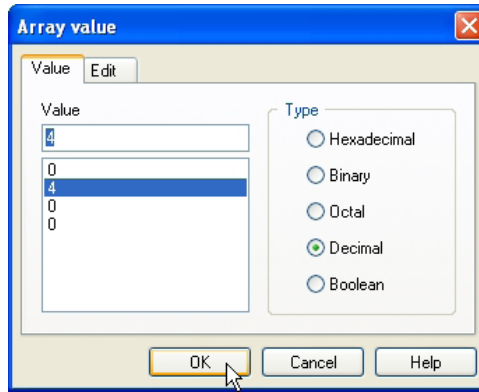 Array value
Value Edit
Value
4
0
4
0
0
Type
Hexadecimal
Binary
Octal
Decimal
Boolean
OK Cancel Help